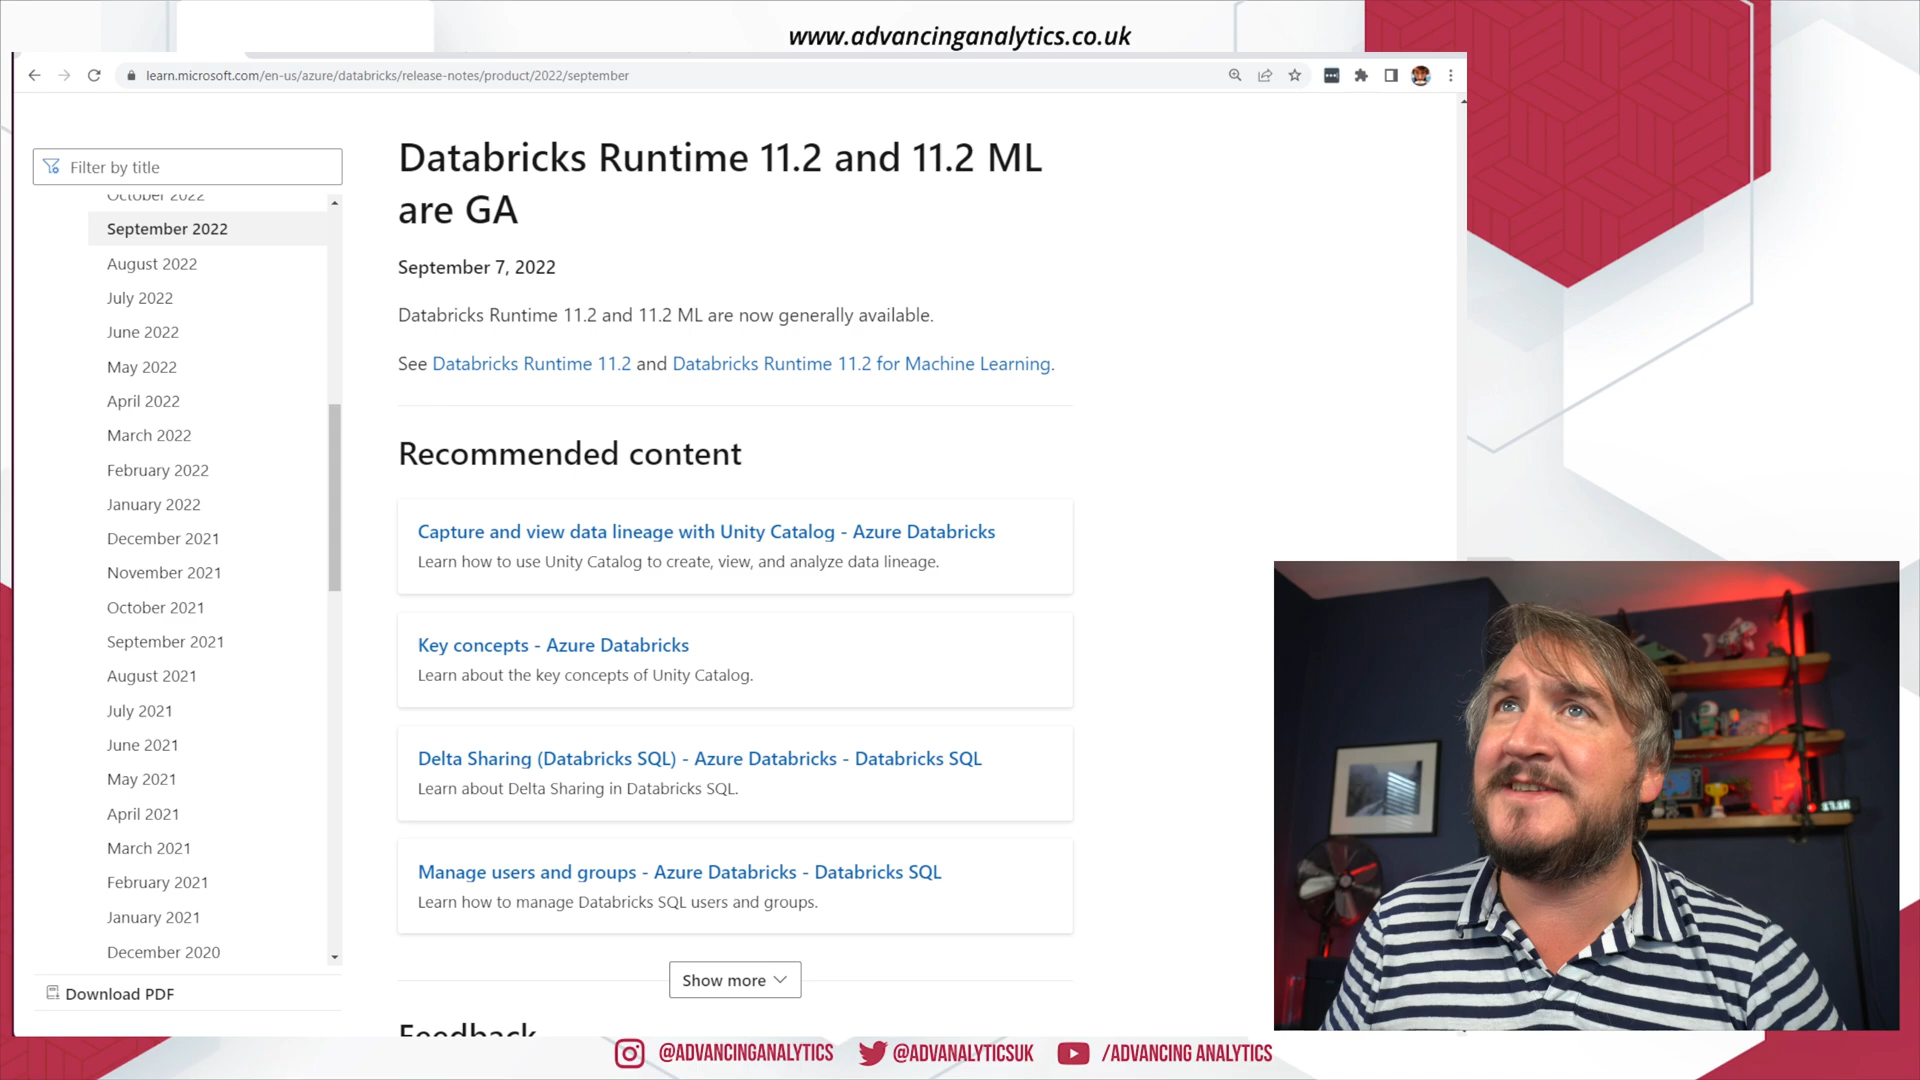 www.advancinganalytics.co.uk
learn.microsoft.com/en-us/azure/databricks/release-notes/product/2022/september
Filter by title
October 2022
September 2022
August 2022
July 2022
June 2022
May 2022
April 2022
March 2022
February 2022
January 2022
December 2021
November 2021
October 2021
September 2021
August 2021
July 2021
June 2021
May 2021
April 2021
March 2021
February 2021
January 2021
December 2020
Download PDF
Databricks Runtime 11.2 and 11.2 ML
are GA
September 7, 2022
Databricks Runtime 11.2 and 11.2 ML are now generally available.
See Databricks Runtime 11.2 and Databricks Runtime 11.2 for Machine Learning.
Recommended content
Capture and view data lineage with Unity Catalog - Azure Databricks
Learn how to use Unity Catalog to create, view, and analyze data lineage.
Key concepts - Azure Databricks
Learn about the key concepts of Unity Catalog.
Delta Sharing (Databricks SQL) - Azure Databricks - Databricks SQL
Learn about Delta Sharing in Databricks SQL.
Manage users and groups - Azure Databricks - Databricks SQL
Learn how to manage Databricks SQL users and groups.
Show more
Feedback
@ADVANCINGANALYTICS
@ADVANALYTICSUK
/ADVANCING ANALYTICS